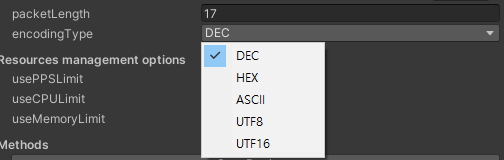 packetLength 17
encodingType DEC
DEC
Resources management options
usePPSLimit HEX
useCPULimit ASCII
useMemoryLimit UTF8
UTF16
Methods